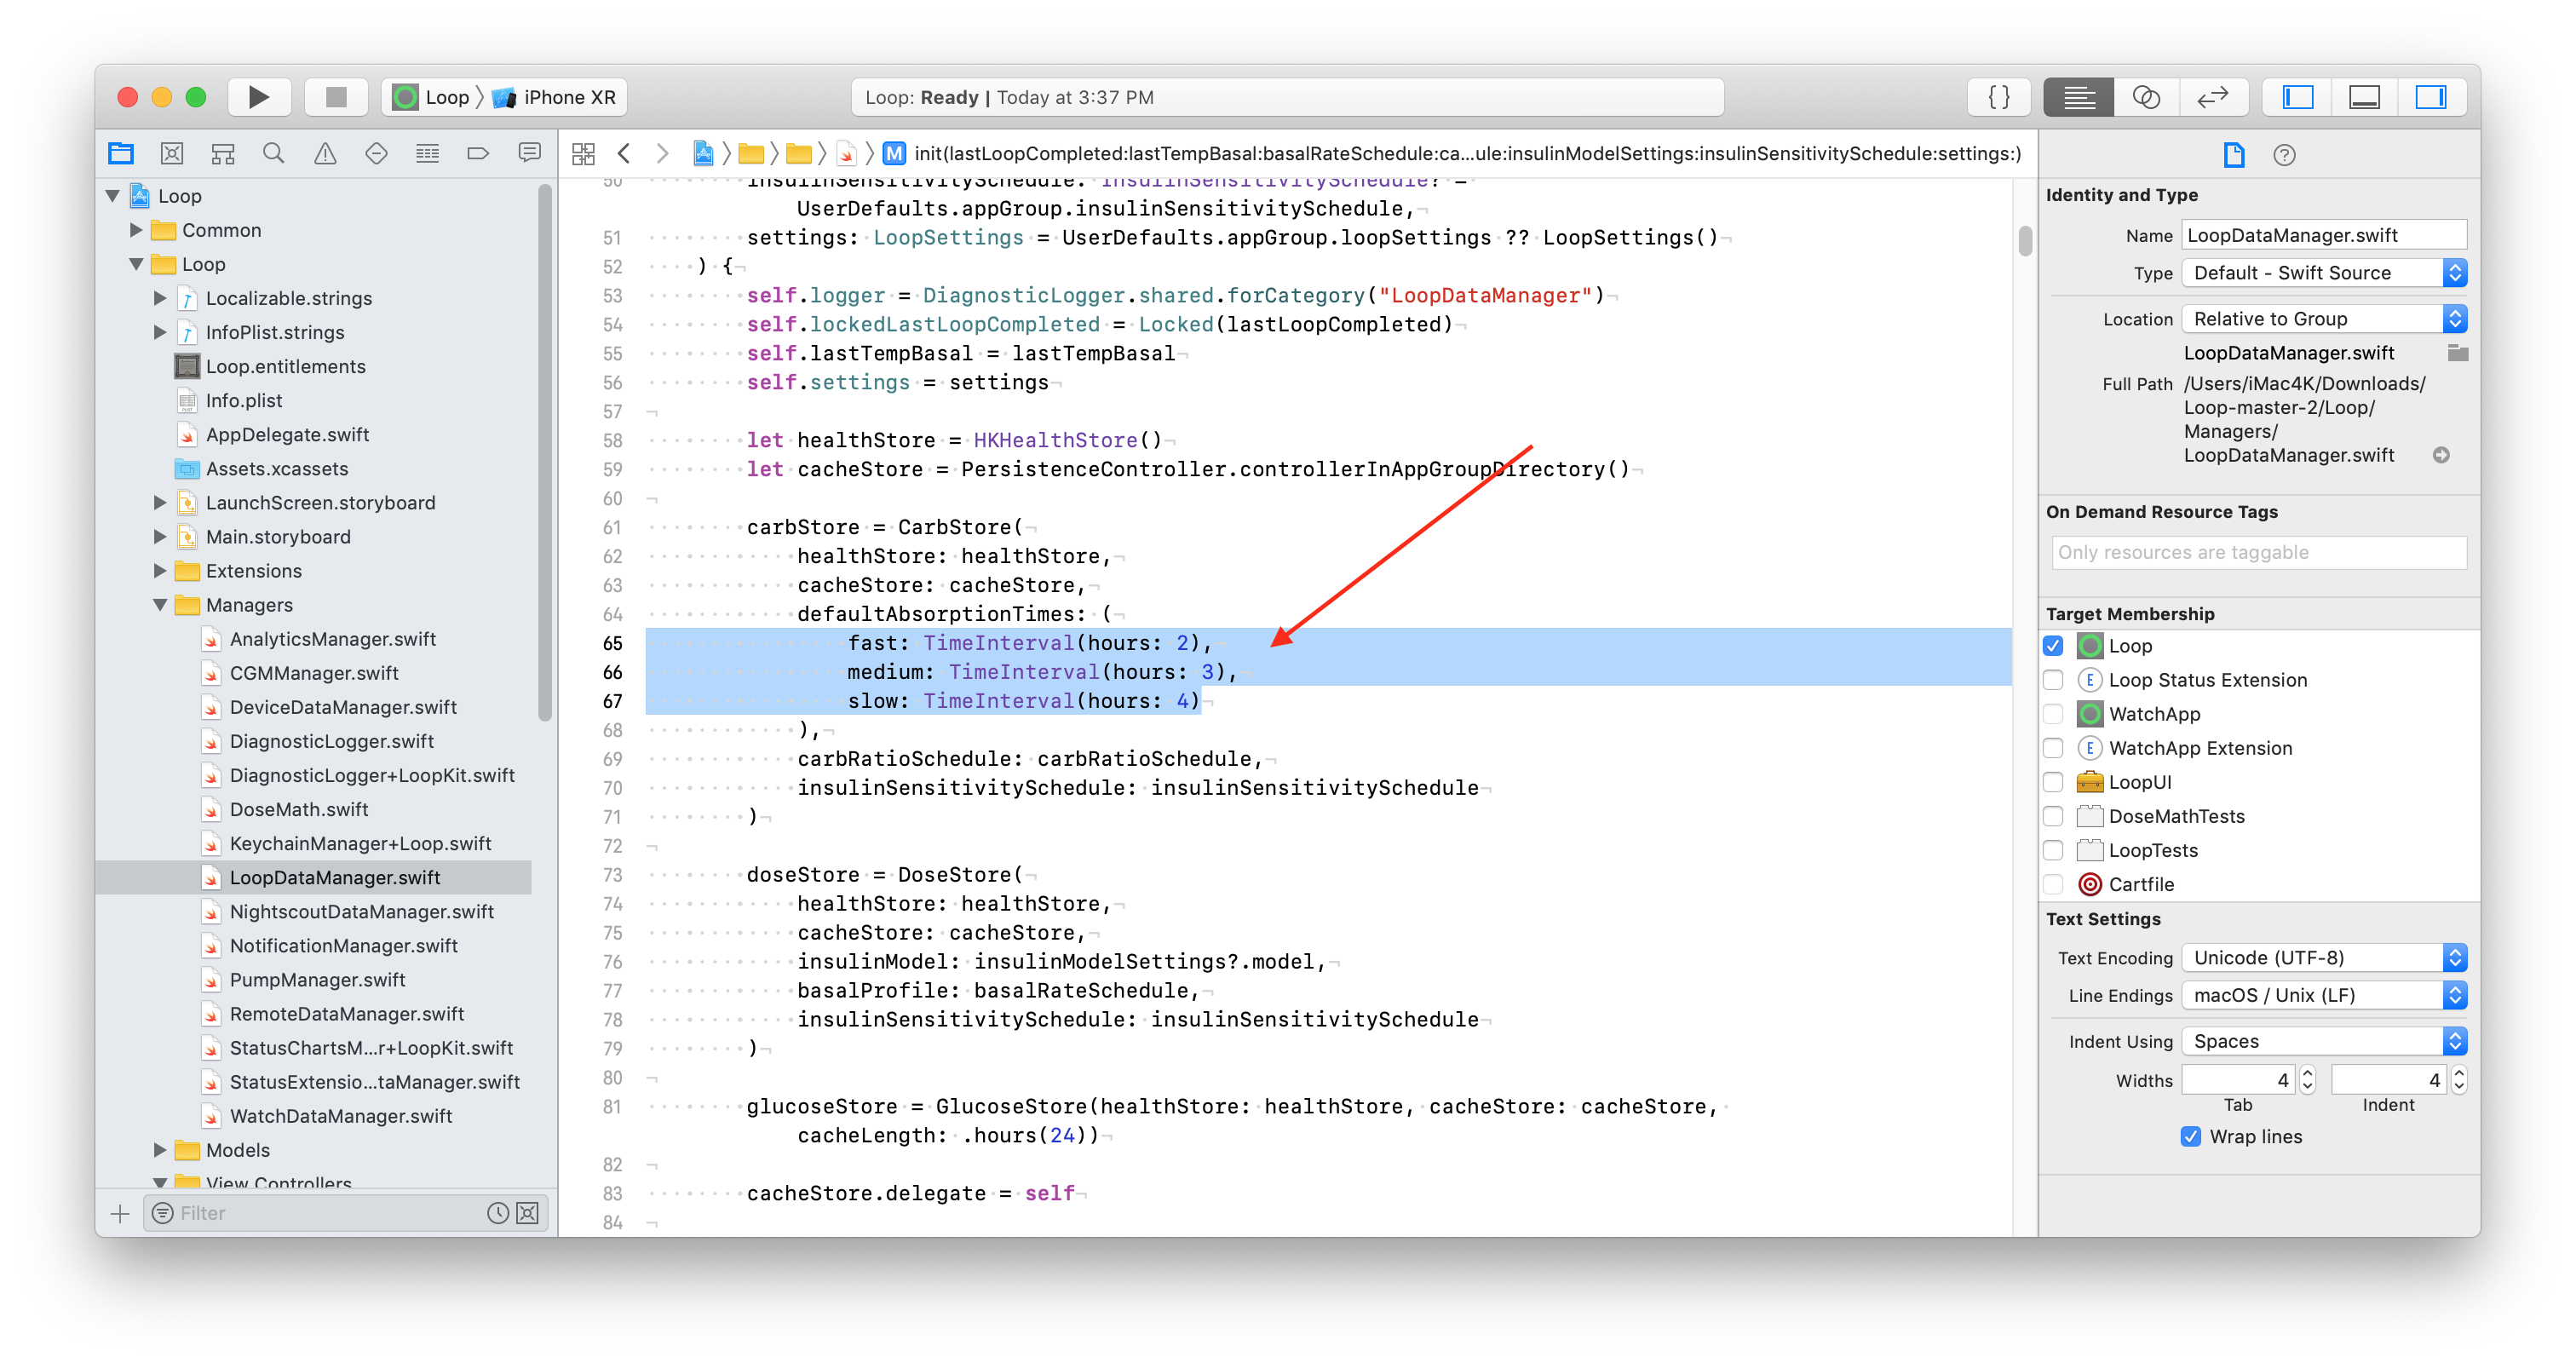 Loop
iPhone XR
Loop: Ready | Today at 3:37 PM
{ }
M
init(lastLoopCompleted:lastTempBasal:basalRateSchedule:ca...ule:insulinModelSettings:insulinSensitivitySchedule:settings:)
Loop
Common
Loop
Localizable.strings
InfoPlist.strings
Loop.entitlements
Info.plist
AppDelegate.swift
Assets.xcassets
LaunchScreen.storyboard
Main.storyboard
Extensions
Managers
AnalyticsManager.swift
CGMManager.swift
DeviceDataManager.swift
DiagnosticLogger.swift
DiagnosticLogger+LoopKit.swift
DoseMath.swift
KeychainManager+Loop.swift
LoopDataManager.swift
NightscoutDataManager.swift
NotificationManager.swift
PumpManager.swift
RemoteDataManager.swift
StatusChartsM...r+LoopKit.swift
StatusExtensio...taManager.swift
WatchDataManager.swift
Models
View Controllers
Filter
50 insulinSensitivitySchedule: InsulinSensitivitySchedule? =
UserDefaults.appGroup.insulinSensitivitySchedule,
51 settings: LoopSettings = UserDefaults.appGroup.loopSettings ?? LoopSettings()
52 ) {
53 self.logger = DiagnosticLogger.shared.forCategory("LoopDataManager")
54 self.lockedLastLoopCompleted = Locked(lastLoopCompleted)
55 self.lastTempBasal = lastTempBasal
56 self.settings = settings
57
58 let healthStore = HKHealthStore()
59 let cacheStore = PersistenceController.controllerInAppGroupDirectory()
60
61 carbStore = CarbStore(
62 healthStore: healthStore,
63 cacheStore: cacheStore,
64 defaultAbsorptionTimes: (
65 fast: TimeInterval(hours: 2),
66 medium: TimeInterval(hours: 3),
67 slow: TimeInterval(hours: 4)
68 ),
69 carbRatioSchedule: carbRatioSchedule,
70 insulinSensitivitySchedule: insulinSensitivitySchedule
71 )
72
73 doseStore = DoseStore(
74 healthStore: healthStore,
75 cacheStore: cacheStore,
76 insulinModel: insulinModelSettings?.model,
77 basalProfile: basalRateSchedule,
78 insulinSensitivitySchedule: insulinSensitivitySchedule
79 )
80
81 glucoseStore = GlucoseStore(healthStore: healthStore, cacheStore: cacheStore,
cacheLength: .hours(24))
82
83 cacheStore.delegate = self
84
Identity and Type
Name LoopDataManager.swift
Type Default - Swift Source
Location Relative to Group
LoopDataManager.swift
Full Path /Users/iMac4K/Downloads/
Loop-master-2/Loop/
Managers/
LoopDataManager.swift
On Demand Resource Tags
Only resources are taggable
Target Membership
Loop
E Loop Status Extension
WatchApp
E WatchApp Extension
LoopUI
DoseMathTests
LoopTests
Cartfile
Text Settings
Text Encoding Unicode (UTF-8)
Line Endings macOS / Unix (LF)
Indent Using Spaces
Widths 4 4
Tab Indent
Wrap lines